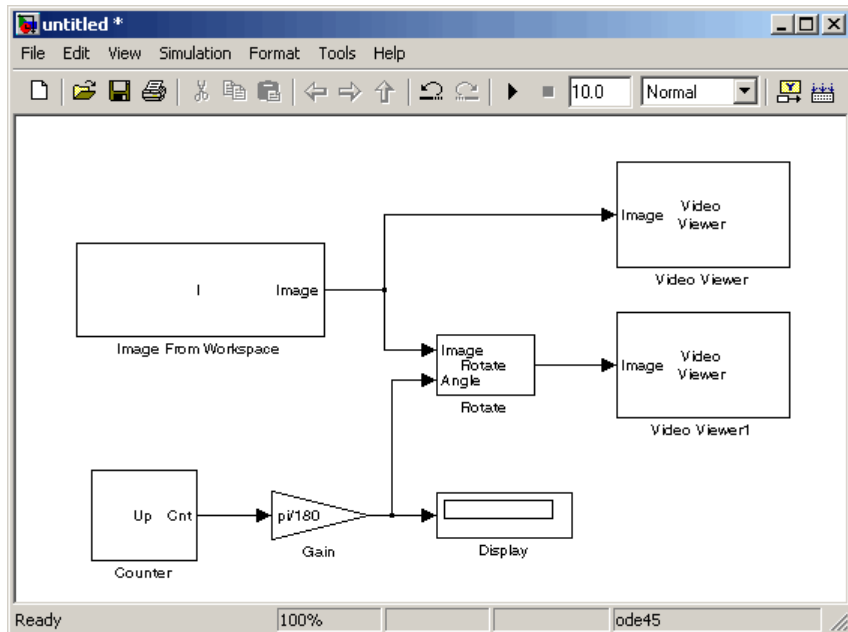 untitled *
File Edit View Simulation Format Tools Help
10.0 Normal
Video Viewer
Image
Video Viewer
I Image
Image From Workspace
Image
Rotate
Angle
Rotate
Image
Video Viewer
Video Viewer1
Up Cnt
Counter
pi/180
Gain
Display
Ready 100% ode45